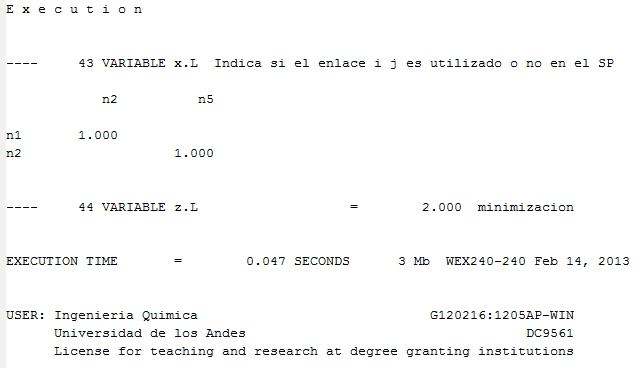 E x e c u t i o n
---- 43 VARIABLE x.L Indica si el enlace i j es utilizado o no en el SP
n2 n5
n1 1.000
n2 1.000
---- 44 VARIABLE z.L = 2.000 minimizacion
EXECUTION TIME = 0.047 SECONDS 3 Mb WEX240-240 Feb 14, 2013
USER: Ingenieria Quimica G120216:1205AP-WIN
Universidad de los Andes DC9561
License for teaching and research at degree granting institutions